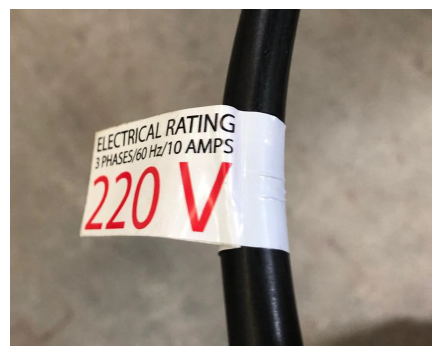 ELECTRICAL RATING
3 PHASES/60 Hz/10 AMPS
220 V